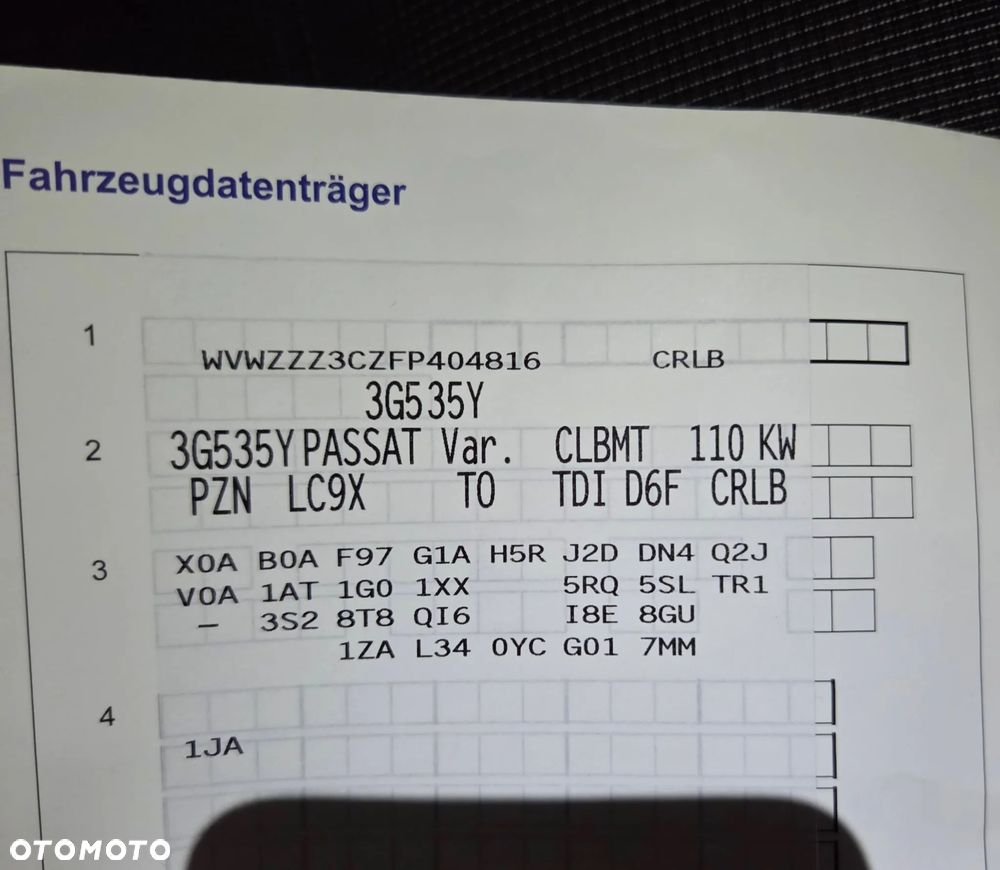 Fahrzeugdatenträger
1
WVWZZZ3CZFP404816 CRLB
3G535Y
2
3G535Y PASSAT Var. CLBMT 110 KW
PZN LC9X TO TDI D6F CRLB
3
X0A B0A F97 G1A H5R J2D DN4 Q2J
V0A 1AT 1G0 1XX 5RQ 5SL TR1
– 3S2 8T8 QI6 I8E 8GU
1ZA L34 0YC G01 7MM
4
1JA
OTOMOTO